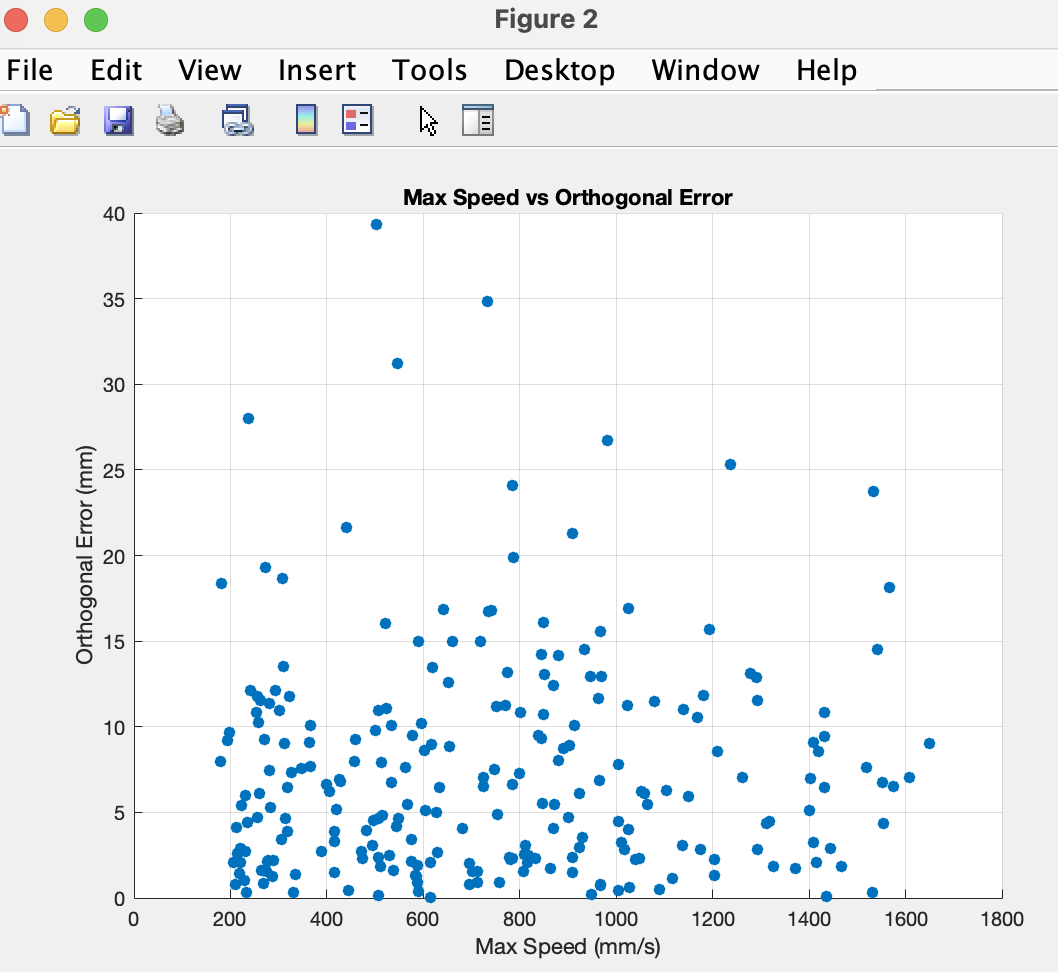 Figure 2
File Edit View Insert Tools Desktop Window Help
Max Speed vs Orthogonal Error
40
35
30
25
20
15
10
5
0
Orthogonal Error (mm)
0 200 400 600 800 1000 1200 1400 1600 1800
Max Speed (mm/s)